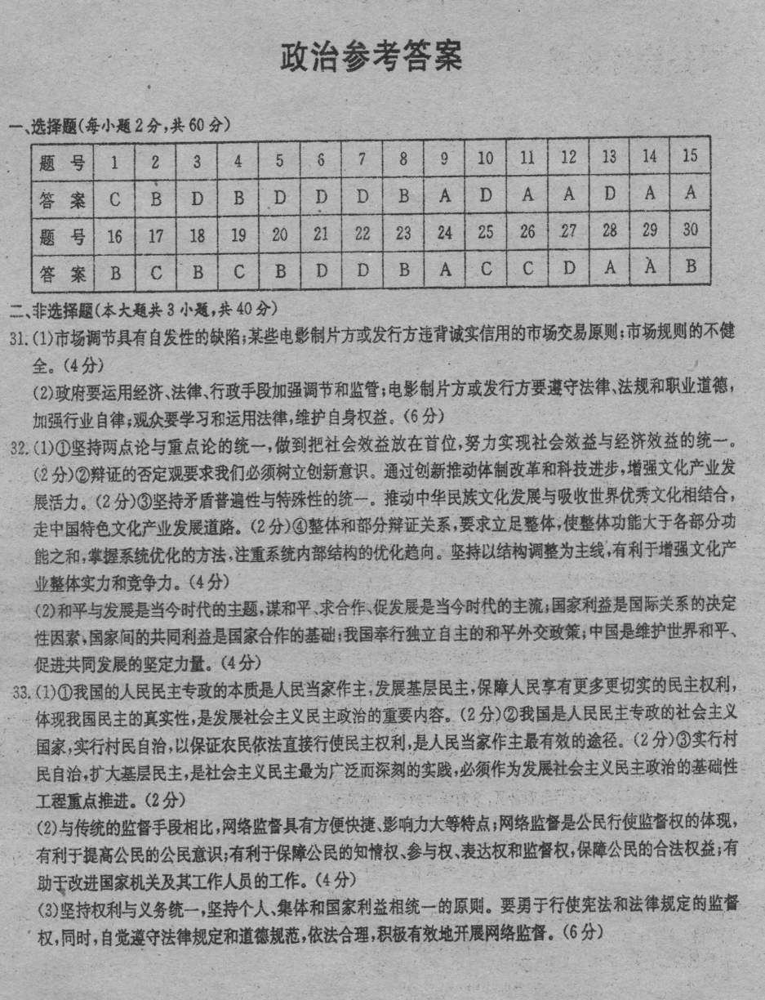 政治参考答案
一、选择题(每小题2分,共60分)
题 号 1 2 3 4 5 6 7 8 9 10 11 12 13 14 15
答 案 C B D B D D D B A D A A D A A
题 号 16 17 18 19 20 21 22 23 24 25 26 27 28 29 30
答 案 B C B C B D D B A C C D A A B
二、非选择题(本大题共3小题,共40分)
31.(1)市场调节具有自发性的缺陷;某些电影制片方或发行方违背诚实信用的市场交易原则;市场规则的不健
全。(4分)
(2)政府要运用经济、法律、行政手段加强调节和监管;电影制片方或发行方要遵守法律、法规和职业道德,
加强行业自律;观众要学习和运用法律,维护自身权益。(6分)
32.(1)①坚持两点论与重点论的统一,做到把社会效益放在首位,努力实现社会效益与经济效益的统一。
(2分)②辩证的否定观要求我们必须树立创新意识。通过创新推动体制改革和科技进步,增强文化产业发
展活力。(2分)③坚持矛盾普遍性与特殊性的统一。推动中华民族文化发展与吸收世界优秀文化相结合,
走中国特色文化产业发展道路。(2分)④整体和部分辩证关系,要求立足整体,使整体功能大于各部分功
能之和,掌握系统优化的方法,注重系统内部结构的优化趋向。坚持以结构调整为主线,有利于增强文化产
业整体实力和竞争力。(4分)
(2)和平与发展是当今时代的主题,谋和平、求合作、促发展是当今时代的主流;国家利益是国际关系的决定
性因素,国家间的共同利益是国家合作的基础;我国奉行独立自主的和平外交政策;中国是维护世界和平、
促进共同发展的坚定力量。(4分)
33.(1)①我国的人民民主专政的本质是人民当家作主,发展基层民主,保障人民享有更多更切实的民主权利,
体现我国民主的真实性,是发展社会主义民主政治的重要内容。(2分)②我国是人民民主专政的社会主义
国家,实行村民自治,以保证农民依法直接行使民主权利,是人民当家作主最有效的途径。(2分)③实行村
民自治,扩大基层民主,是社会主义民主最为广泛而深刻的实践,必须作为发展社会主义民主政治的基础性
工程重点推进。(2分)
(2)与传统的监督手段相比,网络监督具有方便快捷、影响力大等特点;网络监督是公民行使监督权的体现,
有利于提高公民的公民意识;有利于保障公民的知情权、参与权、表达权和监督权,保障公民的合法权益;有
助于改进国家机关及其工作人员的工作。(4分)
(3)坚持权利与义务统一,坚持个人、集体和国家利益相统一的原则。要勇于行使宪法和法律规定的监督
权,同时,自觉遵守法律规定和道德规范,依法合理,积极有效地开展网络监督。(6分)